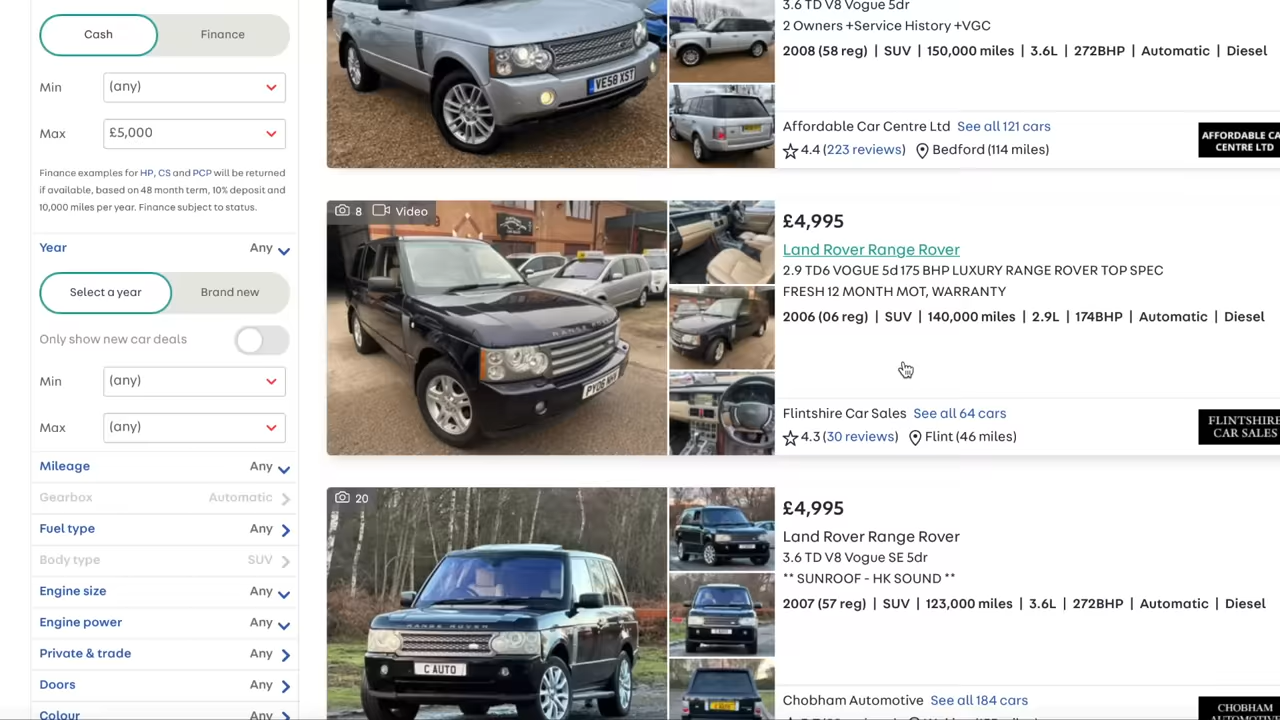 Cash
Finance
Min
(any)
Max
£5,000
Finance examples for HP, CS and PCP will be returned
if available, based on 48 month term, 10% deposit and
10,000 miles per year. Finance subject to status.
Year
Any
Select a year
Brand new
Only show new car deals
Min
(any)
Max
(any)
Mileage
Any
Gearbox
Automatic
Fuel type
Any
SUV
Engine size
Any
Engine power
Any
Private & trade
Any
Doors
Any
Colour
VE58 XST
3.6 TD V8 Vogue 5dr
2 Owners +Service History +VGC
2008 (58 reg) | SUV | 150,000 miles | 3.6L | 272BHP | Automatic | Diesel
Affordable Car Centre Ltd See all 121 cars
4.4 (223 reviews) Bedford (114 miles)
AFFORDABLE CA
CENTRE LTD
8 Video
RANGE ROVER
£4,995
Land Rover Range Rover
2.9 TD6 VOGUE 5d 175 BHP LUXURY RANGE ROVER TOP SPEC
FRESH 12 MONTH MOT, WARRANTY
2006 (06 reg) | SUV | 140,000 miles | 2.9L | 174BHP | Automatic | Diesel
Flintshire Car Sales See all 64 cars
4.3 (30 reviews) Flint (46 miles)
FLINTSHIRE
CAR SALES
20
RANGE ROVER
C AUTO
£4,995
Land Rover Range Rover
3.6 TD V8 Vogue SE 5dr
** SUNROOF - HK SOUND **
2007 (57 reg) | SUV | 123,000 miles | 3.6L | 272BHP | Automatic | Diesel
Chobham Automotive See all 184 cars
CHOBHAM